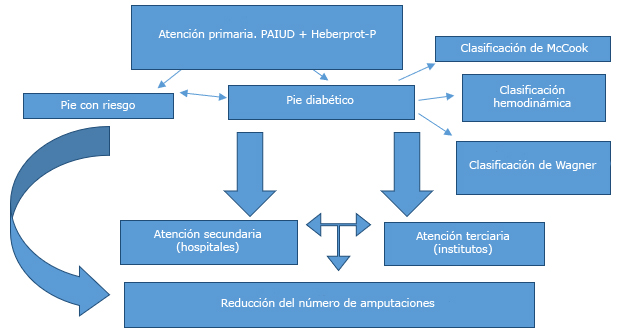 Atención primaria. PAIUD + Heberprot-P
Clasificación de McCook
Pie con riesgo
Pie diabético
Clasificación
hemodinámica
Clasificación de Wagner
Atención secundaria
(hospitales)
Atención terciaria
(institutos)
Reducción del número de amputaciones